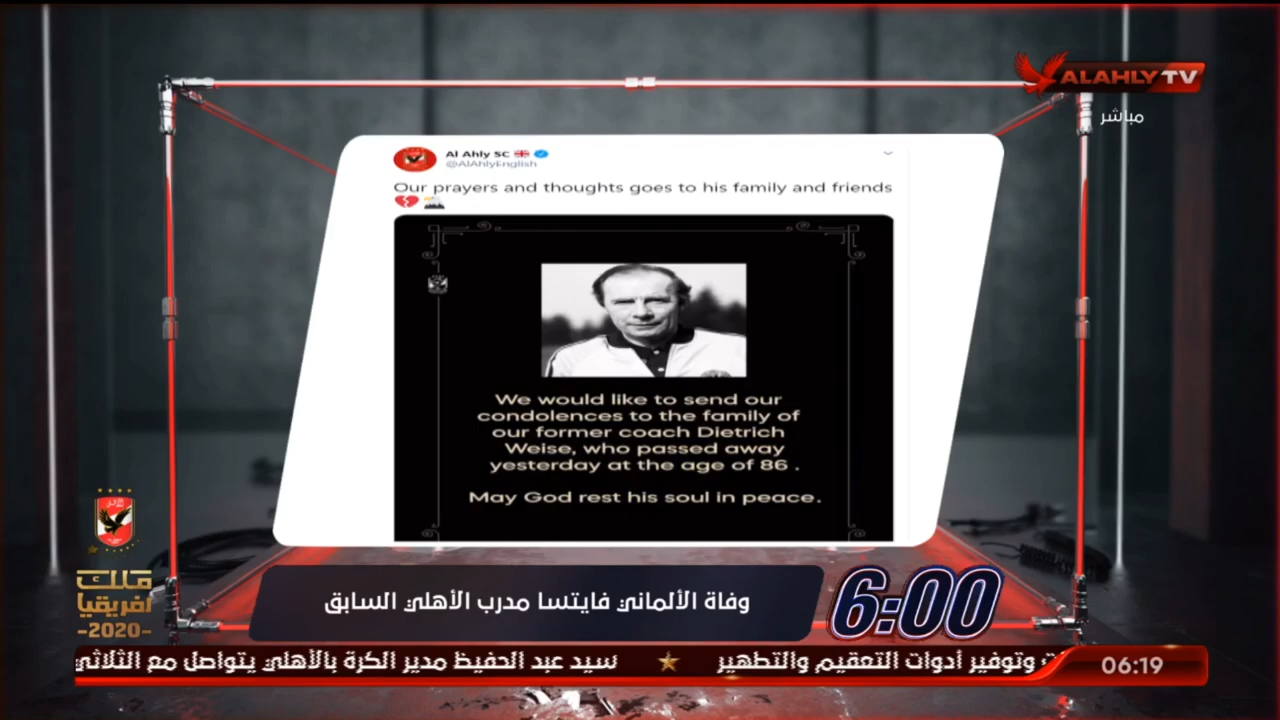 ALAHLY TV
مباشر
Al Ahly SC
@AlAhlyEnglish
Our prayers and thoughts goes to his family and friends
We would like to send our
condolences to the family of
our former coach Dietrich
Weise, who passed away
yesterday at the age of 86 .
May God rest his soul in peace.
ملك
افريقيا
-2020-
وفاة الألماني فايتسا مدرب الأهلي السابق
6:00
وتوفير أدوات التعقيم والتطهير ★ سيد عبد الحفيظ مدير الكرة بالأهلي يتواصل مع الثلاثي
06:19